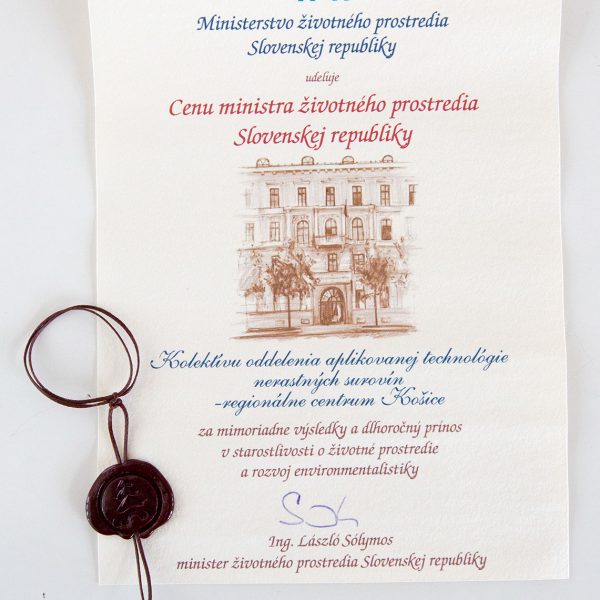 Ministerstvo životného prostredia
Slovenskej republiky
udeluje
Cenu ministra životného prostredia
Slovenskej republiky
Kolektívu oddelenia aplikovanej technológie
nerastných surovín
-regionálne centrum Košice
za mimoriadne výsledky a dlhoročný prínos
v starostlivosti o životné prostredie
a rozvoj environmentalistiky
Ing. László Sólymos
minister životného prostredia Slovenskej republiky